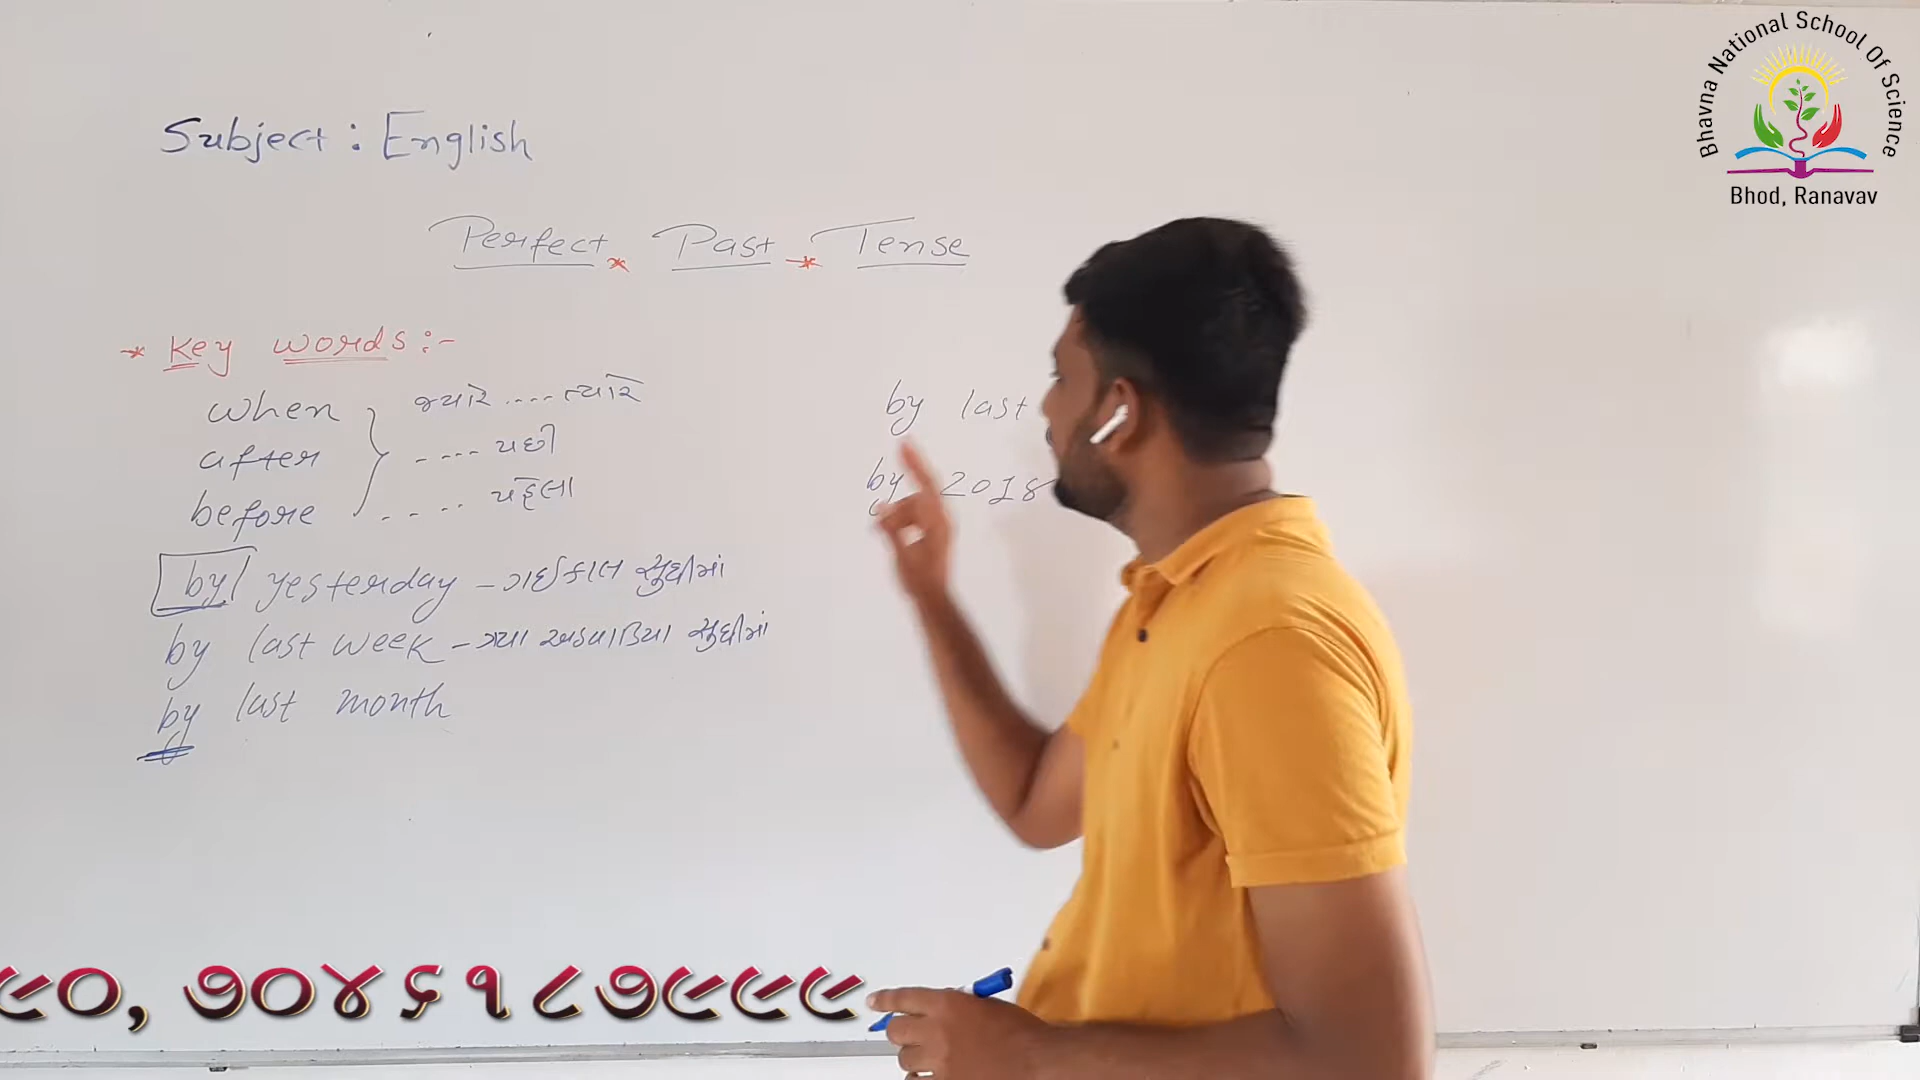 Subject : English
Perfect Past Tense
* Key words :-
when જ્યારે .... ત્યારે
after .... પછી
before .... પહેલા
by yesterday - ગઈકાલ સુધીમાં
by last week - ગયા અઠવાડિયા સુધીમાં
by last month
by last
by 2018
Bhavna National School Of Science
Bhod, Ranavav
૯૦, ૭૦૪૬૧૮૭૯૯૯